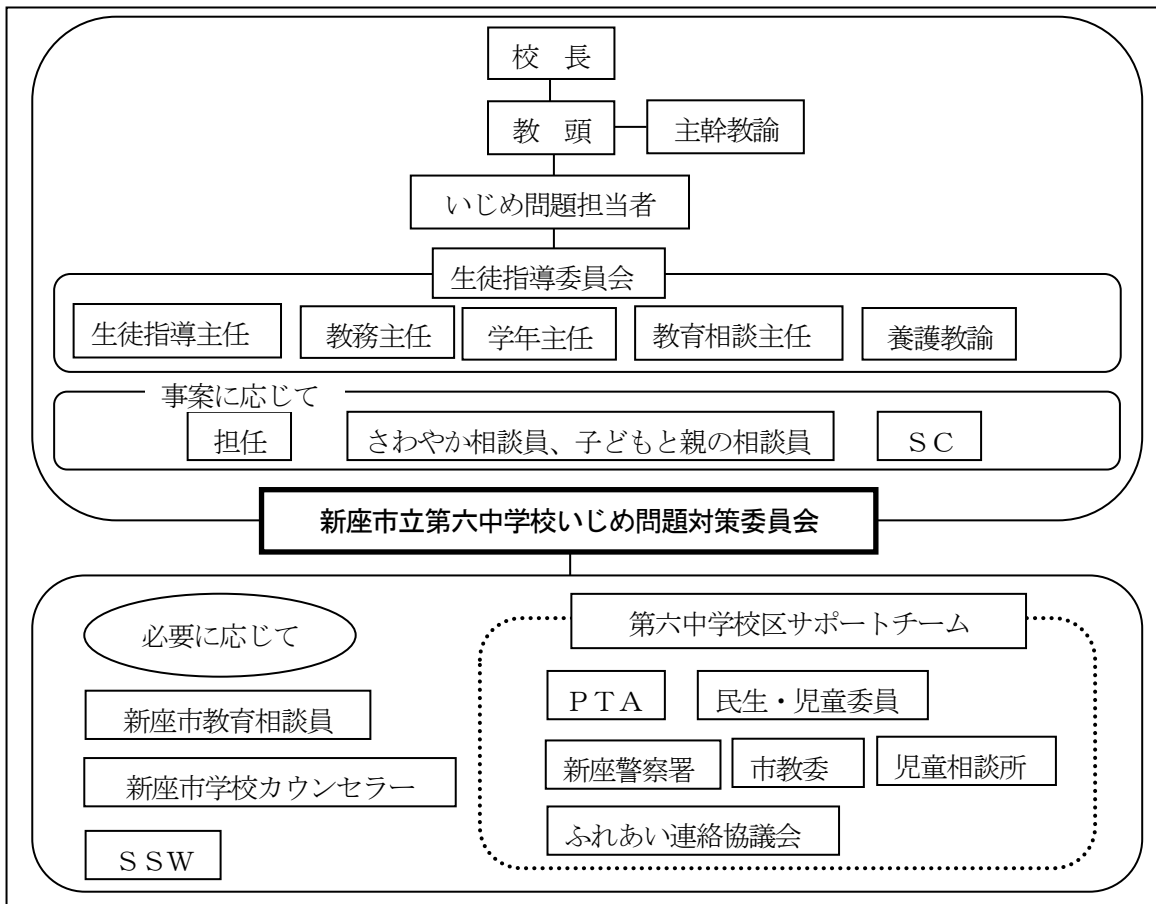 校　長
教　頭
主幹教諭
いじめ問題担当者
生徒指導委員会
生徒指導主任
教務主任
学年主任
教育相談主任
養護教諭
事案に応じて
担任
さわやか相談員、子どもと親の相談員
ＳＣ
新座市立第六中学校いじめ問題対策委員会
必要に応じて
新座市教育相談員
新座市学校カウンセラー
ＳＳＷ
第六中学校区サポートチーム
ＰＴＡ
民生・児童委員
新座警察署
市教委
児童相談所
ふれあい連絡協議会